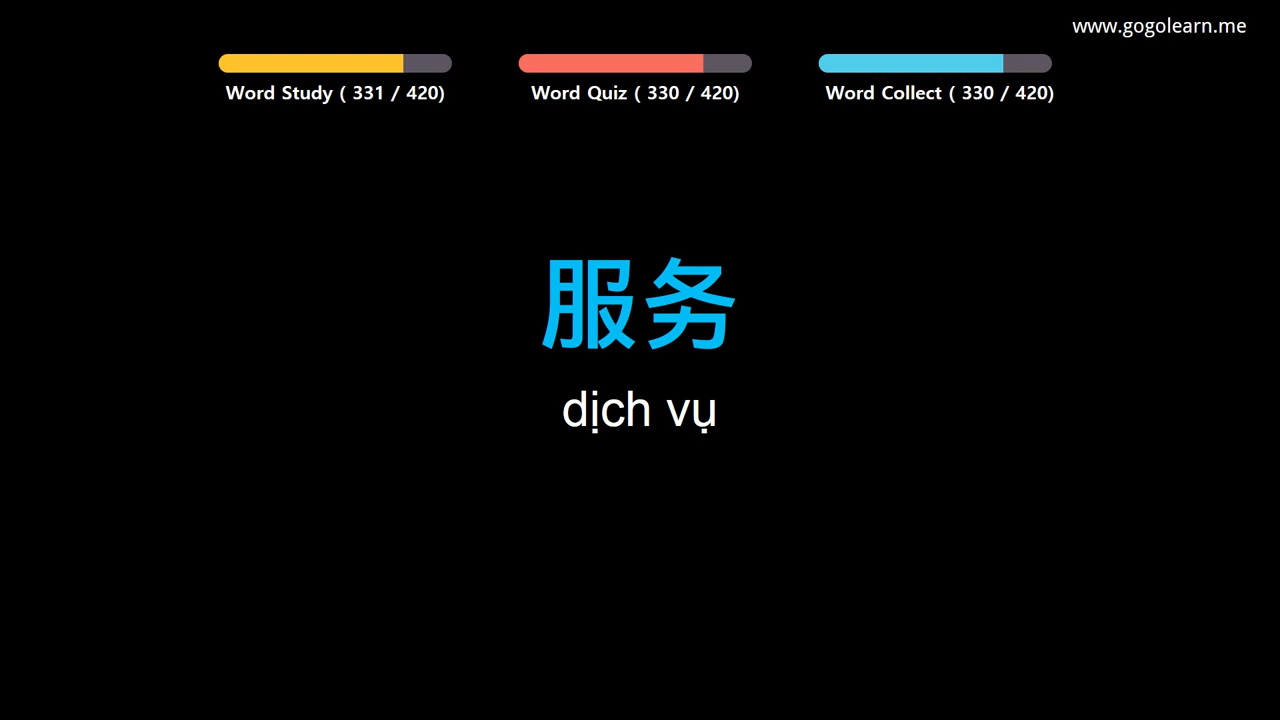 www.gogolearn.me
Word Study ( 331 / 420)
Word Quiz ( 330 / 420)
Word Collect ( 330 / 420)
服务
dịch vụ